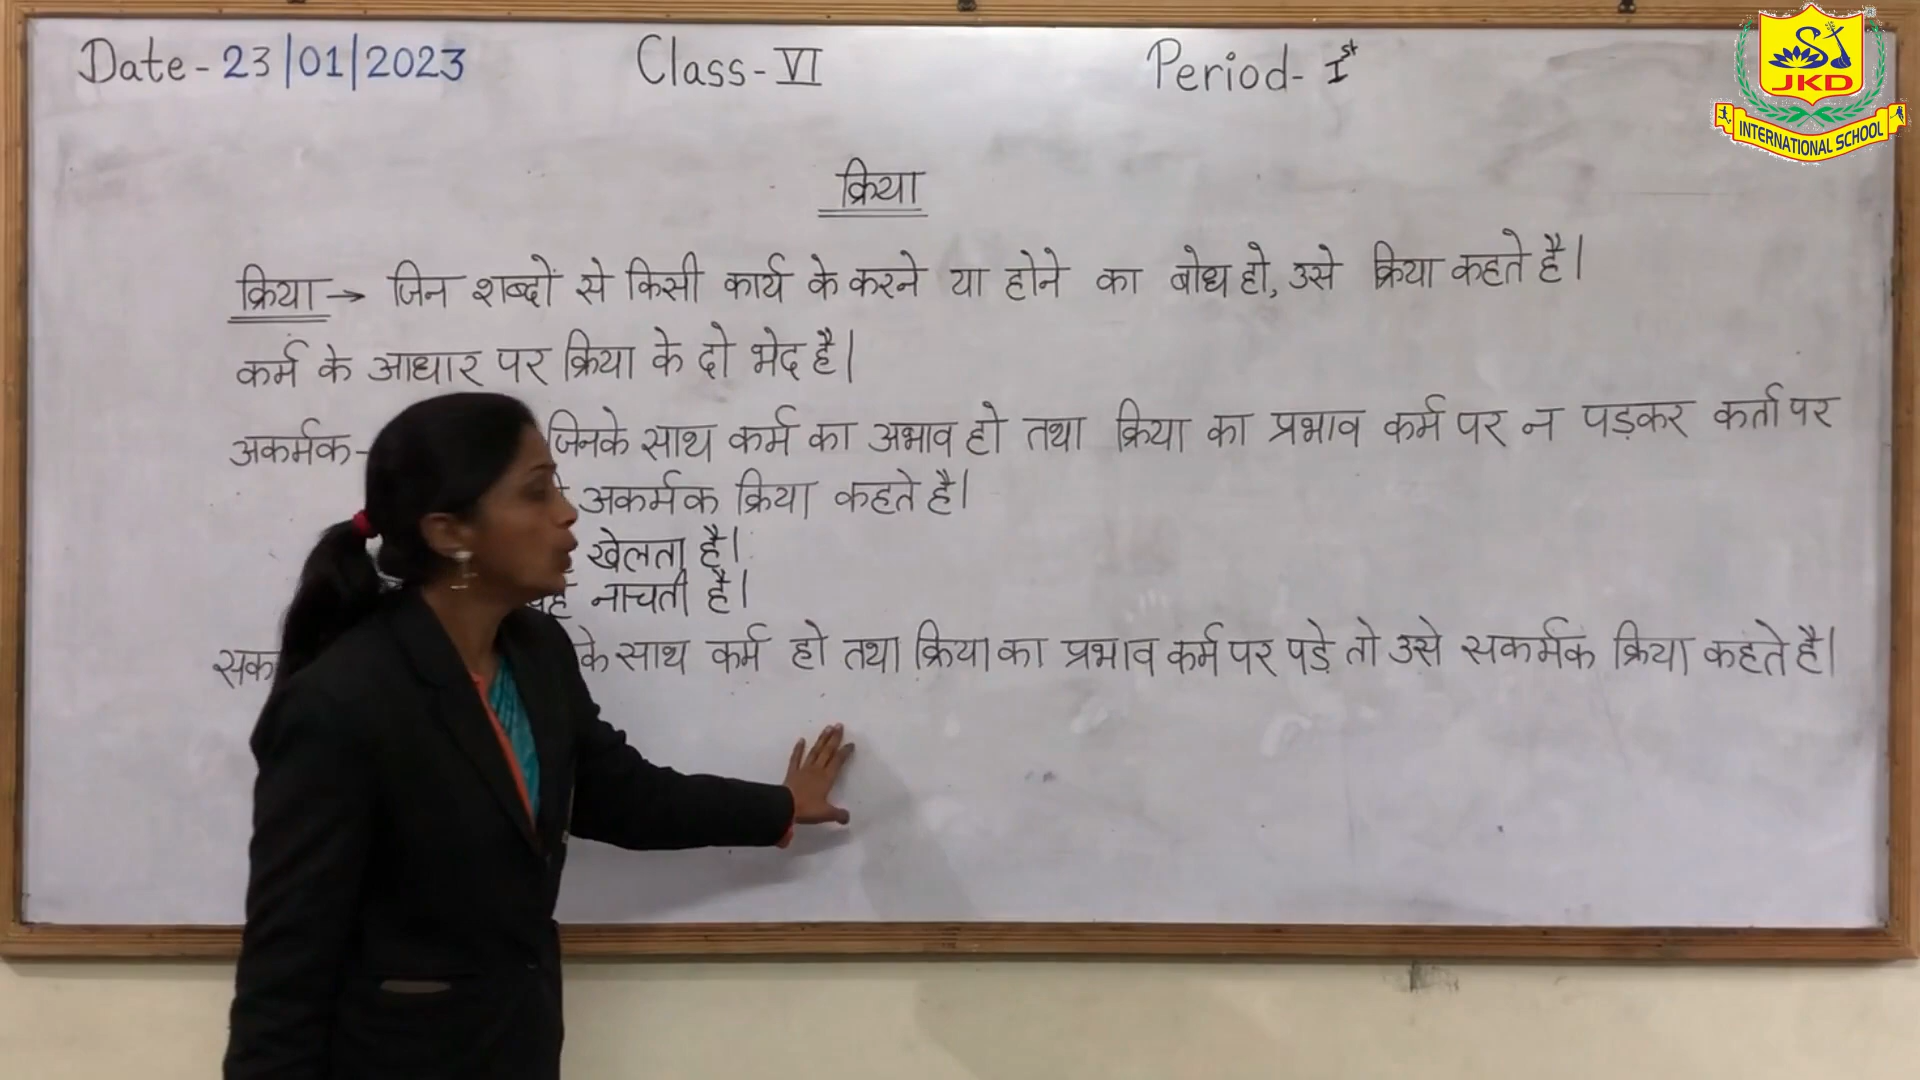 Date - 23/01/2023 Class - VI Period - Ist
JKD
INTERNATIONAL SCHOOL
क्रिया
क्रिया → जिन शब्दों से किसी कार्य के करने या होने का बोध हो, उसे क्रिया कहते है।
कर्म के आधार पर क्रिया के दो भेद है।
अकर्मक- जिनके साथ कर्म का अभाव हो तथा क्रिया का प्रभाव कर्म पर न पड़कर कर्ता पर
अकर्मक क्रिया कहते है।
खेलता है।
नाचती है।
के साथ कर्म हो तथा क्रिया का प्रभाव कर्म पर पड़े तो उसे सकर्मक क्रिया कहते है।